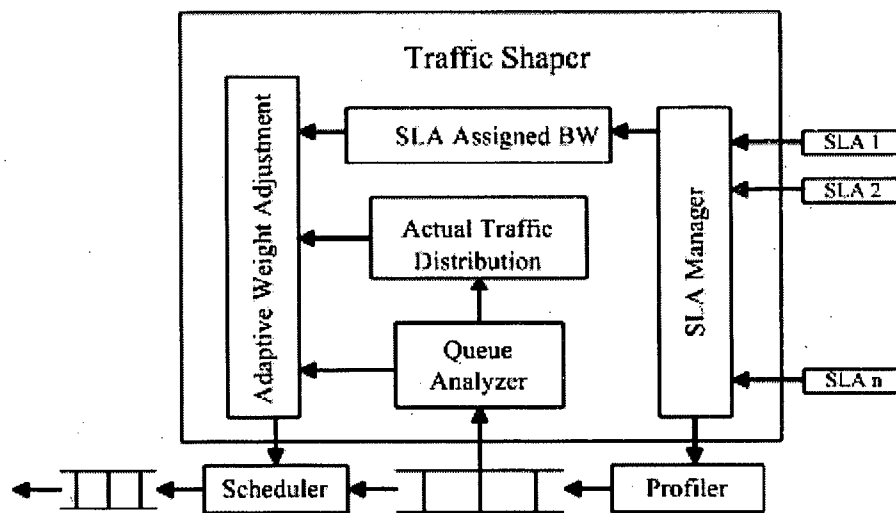 Traffic Shaper
Adaptive Weight Adjustment
SLA Assigned BW
SLA Manager
SLA 1
SLA 2
Actual Traffic
Distribution
Queue
Analyzer
SLA n
Scheduler
Profiler